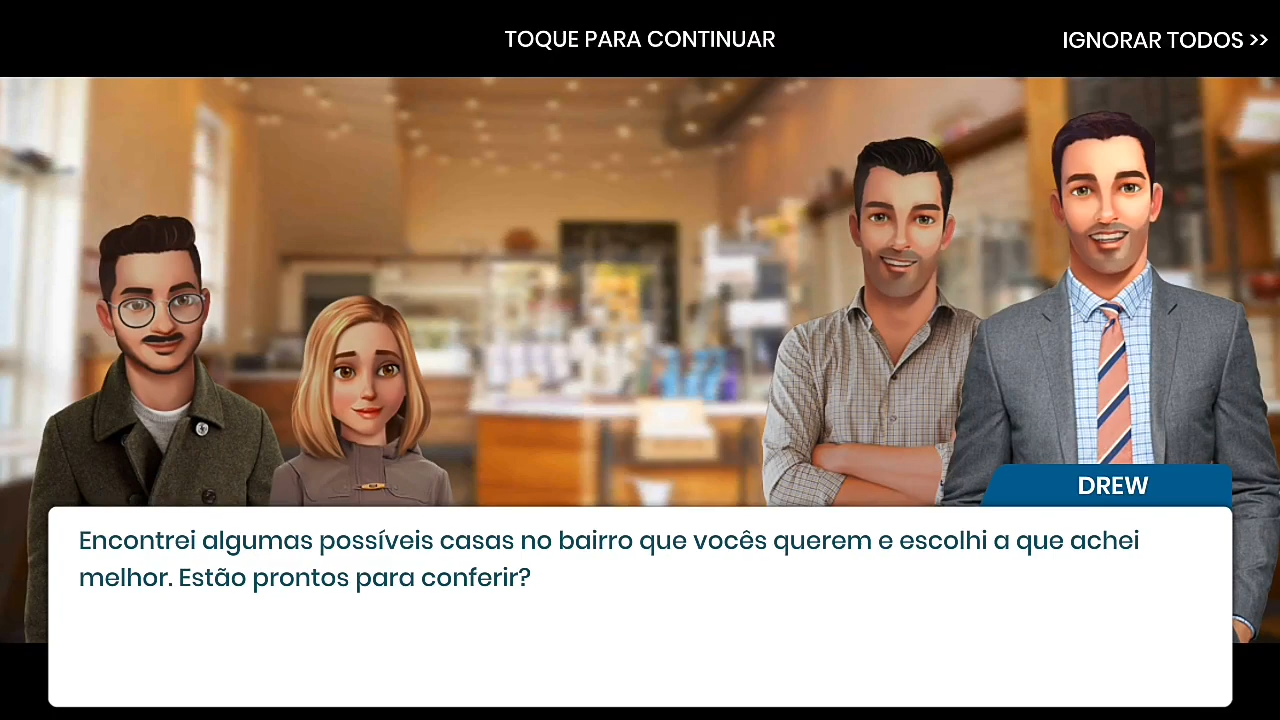 TOQUE PARA CONTINUAR
IGNORAR TODOS >>
DREW
Encontrei algumas possíveis casas no bairro que vocês querem e escolhi a que achei
melhor. Estão prontos para conferir?